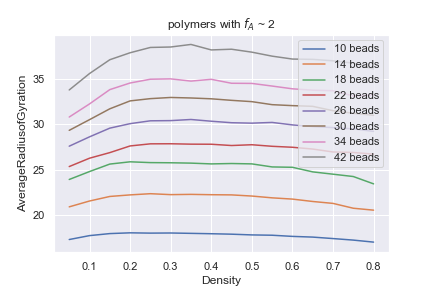 polymers with f_A ~ 2
10 beads
14 beads
18 beads
22 beads
26 beads
30 beads
34 beads
42 beads
AverageRadiusofGyration
35
30
25
20
0.1 0.2 0.3 0.4 0.5 0.6 0.7 0.8
Density